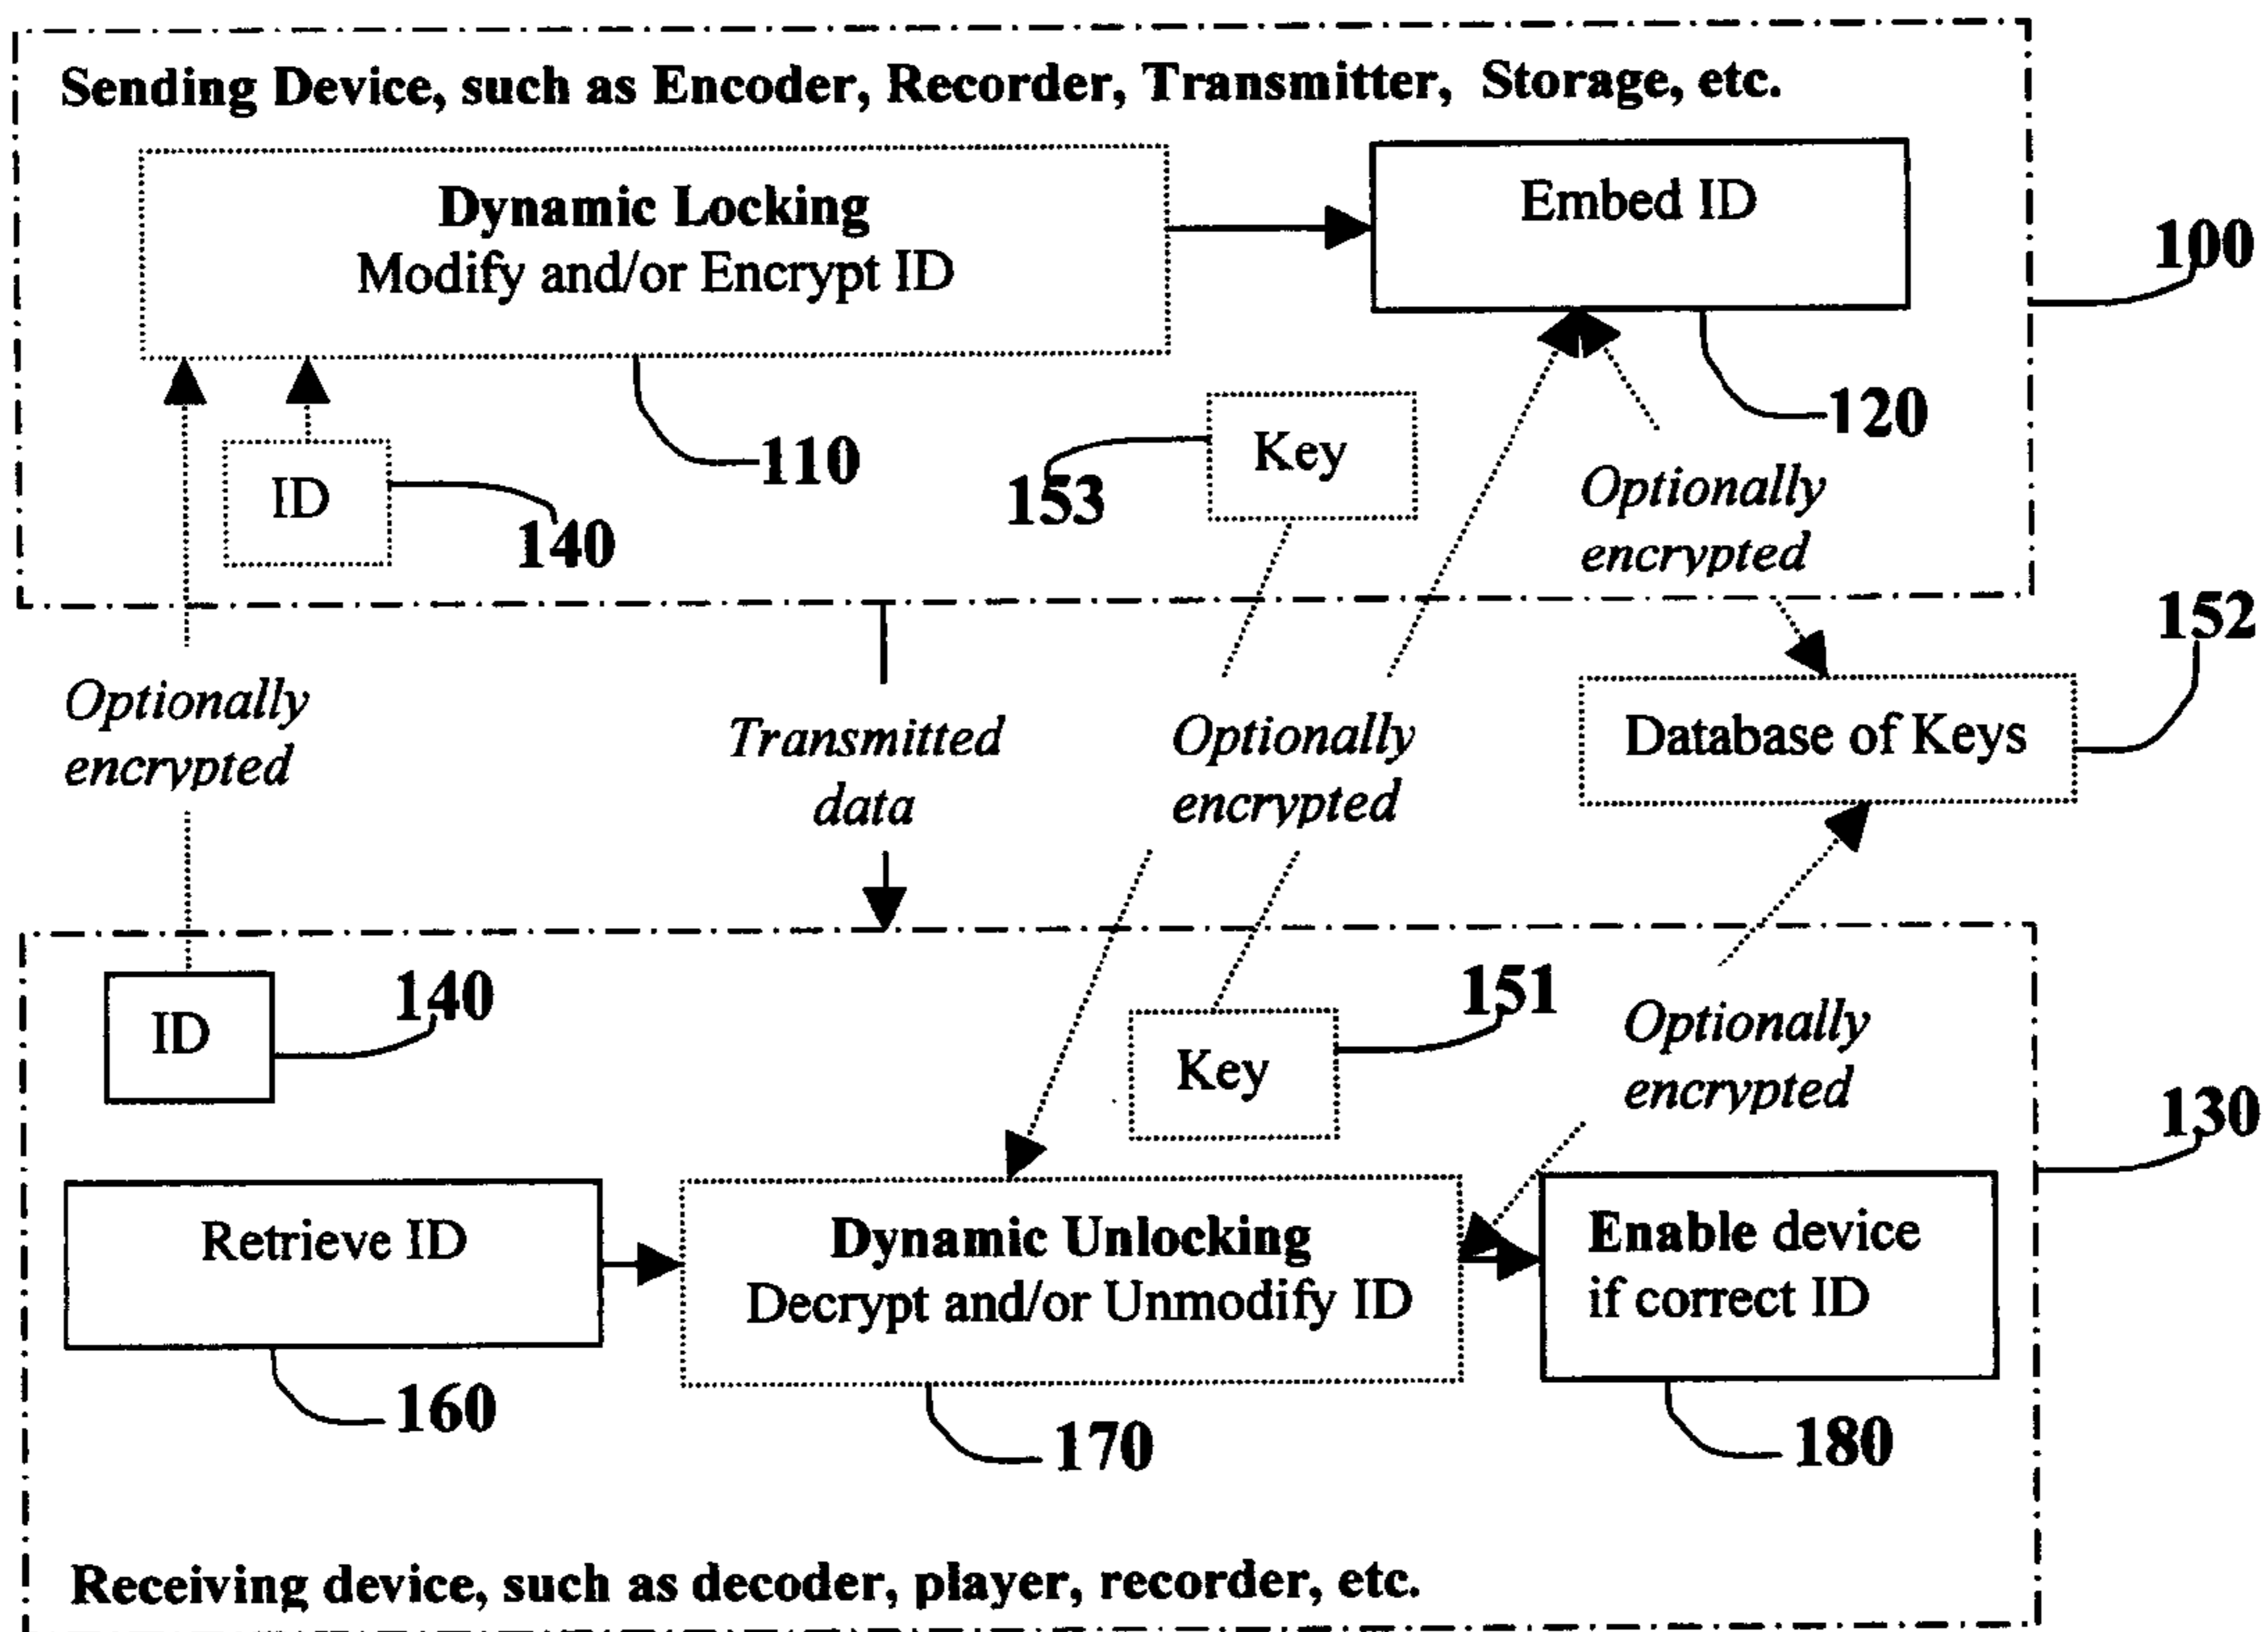 Sending Device, such as Encoder, Recorder, Transmitter, Storage, etc.
Dynamic Locking
Modify and/or Encrypt ID
Embed ID
100
120
110
Key
153
ID
140
Optionally
encrypted
152
Optionally
encrypted
Transmitted
data
Optionally
encrypted
Database of Keys
ID
140
Key
151
Optionally
encrypted
130
Retrieve ID
Dynamic Unlocking
Decrypt and/or Unmodify ID
Enable device
if correct ID
160
170
180
Receiving device, such as decoder, player, recorder, etc.